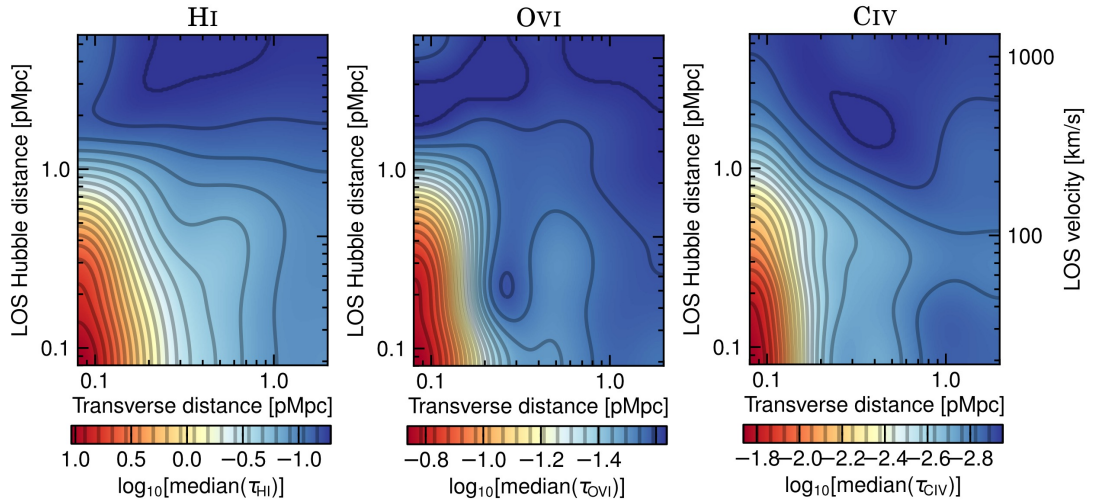 HI
OVI
CIV
LOS Hubble distance [pMpc]
1.0
0.1
0.1
1.0
Transverse distance [pMpc]
1.0
0.5
0.0
−0.5
−1.0
log10[median(τHI)]
LOS Hubble distance [pMpc]
1.0
0.1
0.1
1.0
Transverse distance [pMpc]
−0.8
−1.0
−1.2
−1.4
log10[median(τOVI)]
LOS Hubble distance [pMpc]
1.0
0.1
0.1
1.0
Transverse distance [pMpc]
1000
100
LOS velocity [km/s]
−1.8
−2.0
−2.2
−2.4
−2.6
−2.8
log10[median(τCIV)]